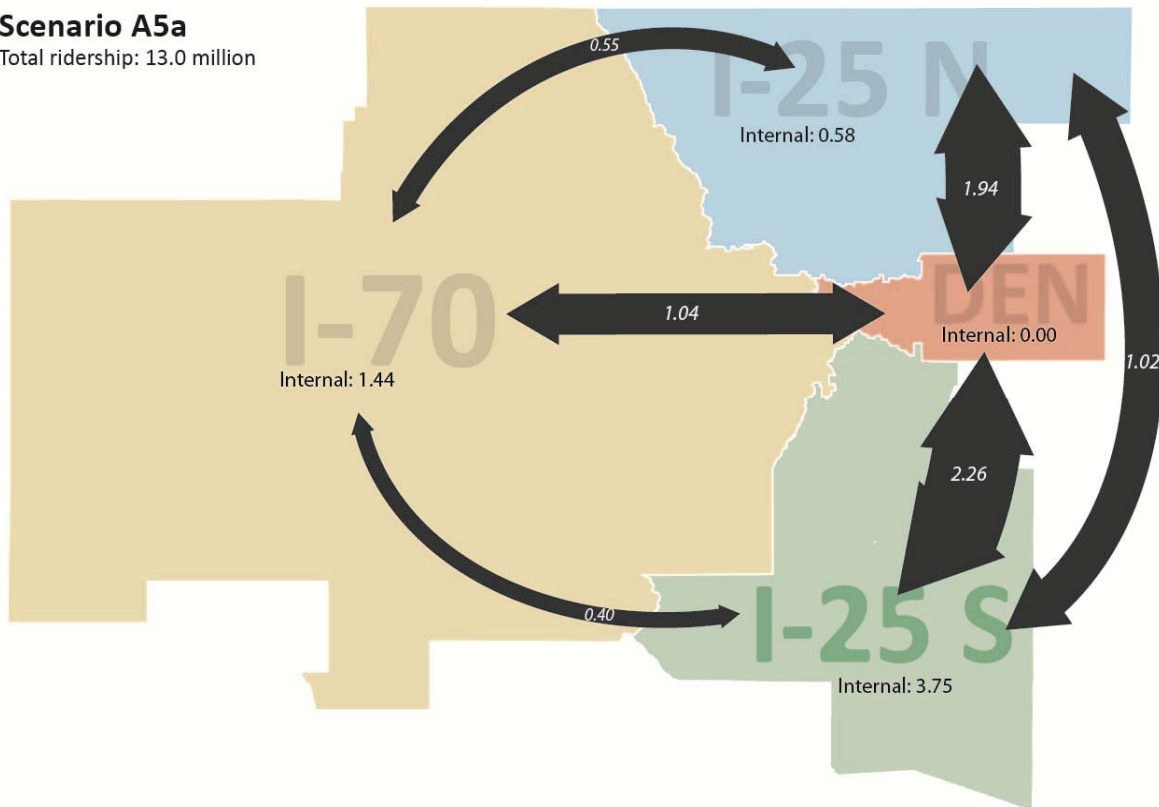 Scenario A5a
Total ridership: 13.0 million
0.55
I-25 N
Internal: 0.58
1.94
I-70
Internal: 1.44
1.04
DEN
Internal: 0.00
1.02
2.26
0.40
I-25 S
Internal: 3.75